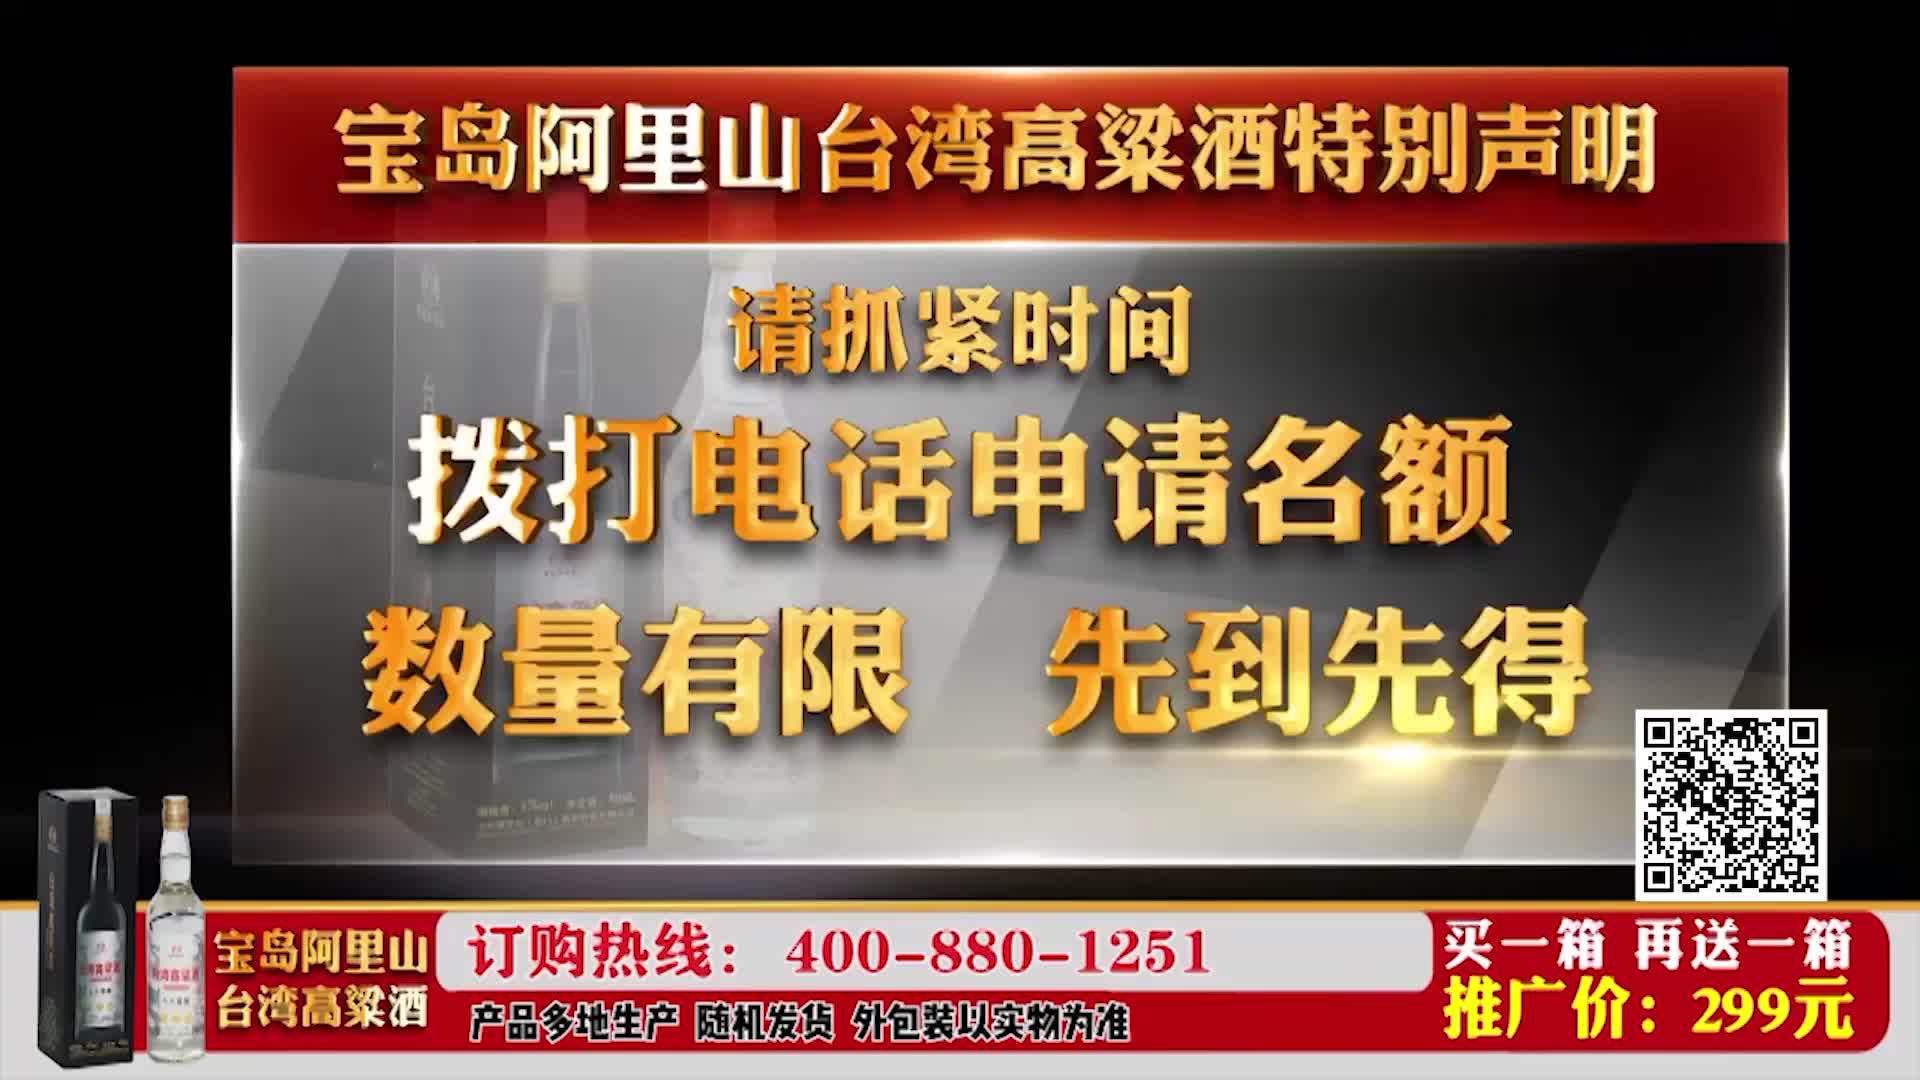 宝岛阿里山台湾高粱酒特别声明
请抓紧时间
拨打电话申请名额
数量有限 先到先得
宝岛阿里山
台湾高粱酒
订购热线：400-880-1251
产品多地生产 随机发货 外包装以实物为准
买一箱 再送一箱
推广价：299元